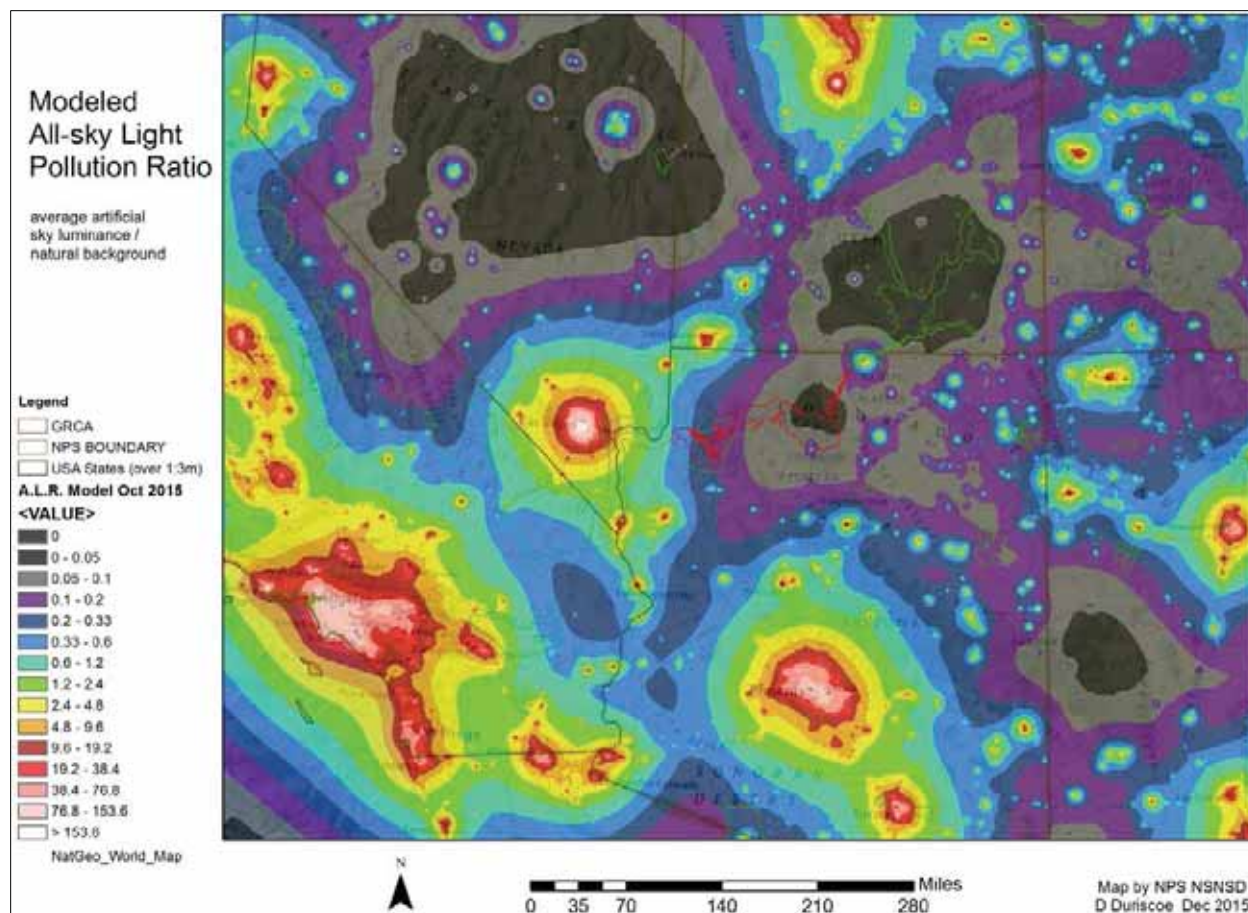 Modeled
All-sky Light
Pollution Ratio
average artificial
sky luminance /
natural background
Legend
GRCA
NPS BOUNDARY
USA States (over 1:3m)
A.L.R. Model Oct 2015
<VALUE>
0
0 - 0.05
0.05 - 0.1
0.1 - 0.2
0.2 - 0.33
0.33 - 0.6
0.6 - 1.2
1.2 - 2.4
2.4 - 4.8
4.8 - 9.6
9.6 - 19.2
19.2 - 38.4
38.4 - 76.8
76.8 - 153.6
> 153.6
NatGeo_World_Map
NEVADA
SONORAN
DESERT
N
Miles
0 35 70 140 210 280
Map by NPS NSNSD
D Duriscoe Dec 2015